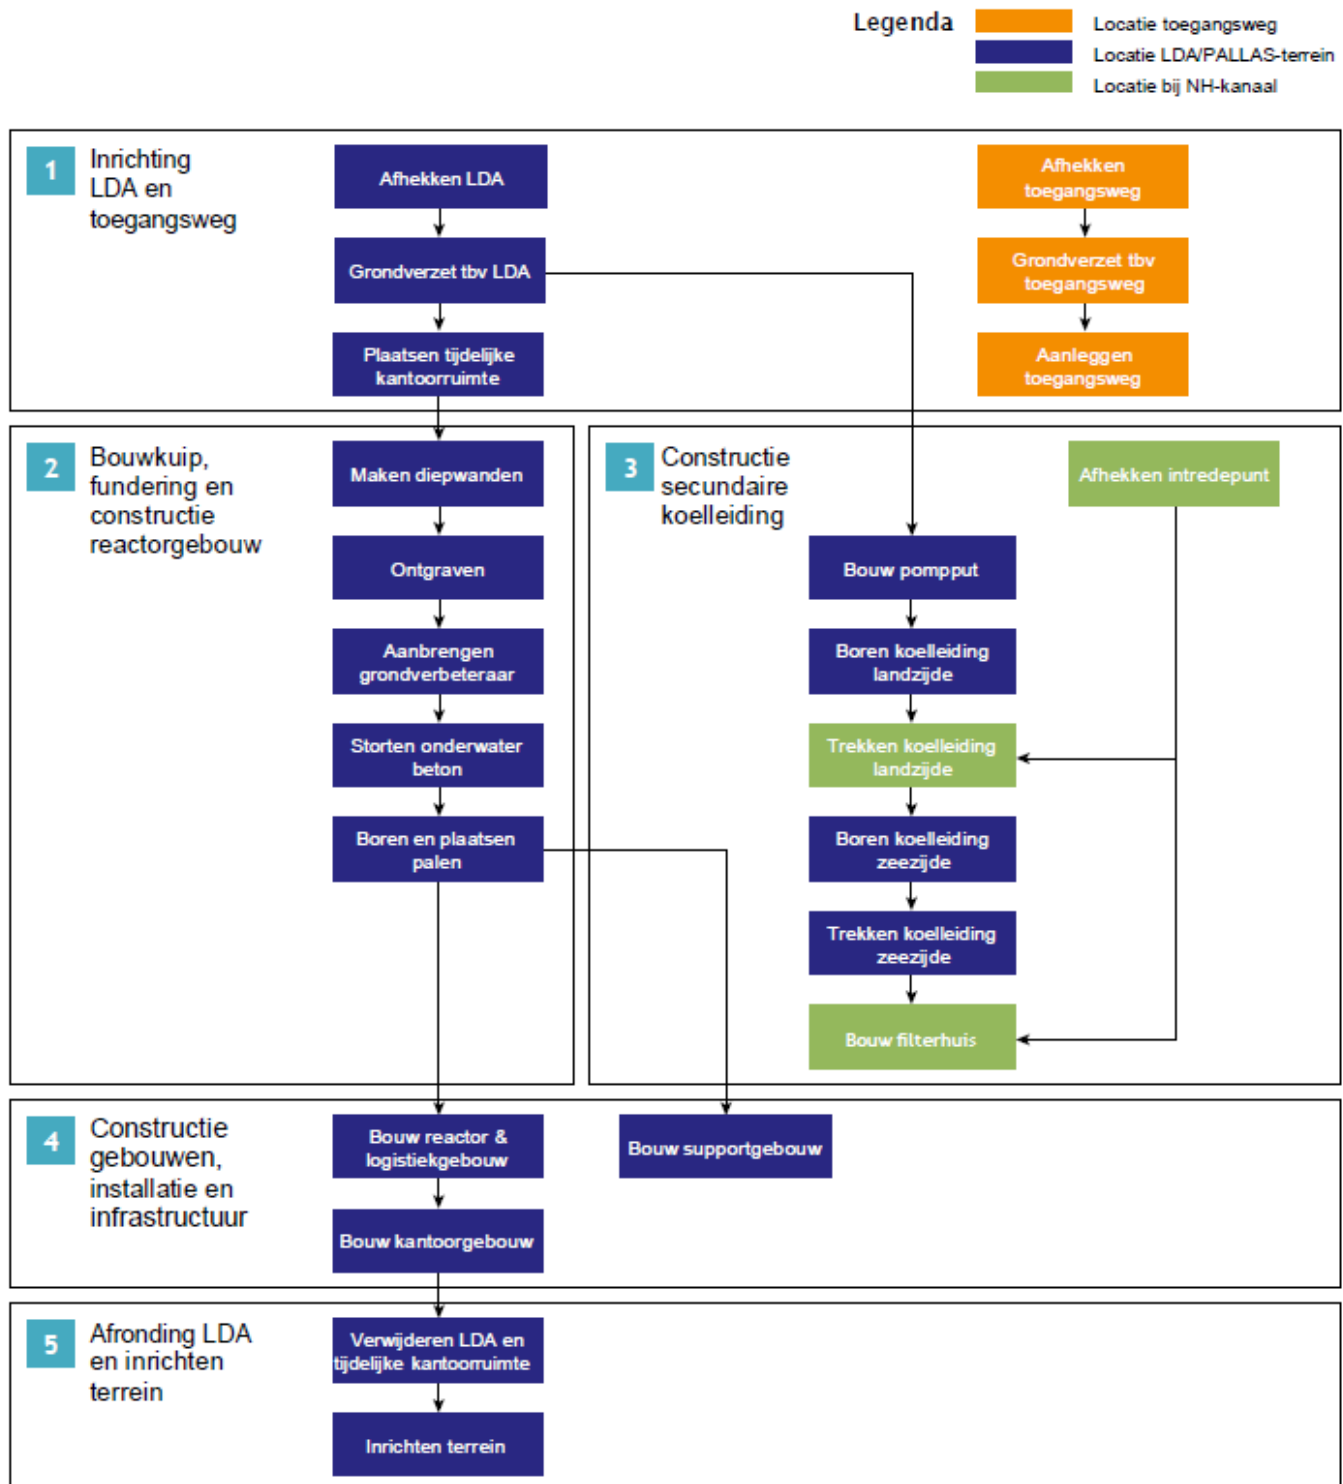 Legenda
Locatie toegangsweg
Locatie LDA/PALLAS-terrein
Locatie bij NH-kanaal
1
Inrichting
LDA en
toegangsweg
Afhekken LDA
Grondverzet tbv LDA
Plaatsen tijdelijke
kantoorruimte
Afhekken
toegangsweg
Grondverzet tbv
toegangsweg
Aanleggen
toegangsweg
2
Bouwkuip,
fundering en
constructie
reactorgebouw
Maken diepwanden
Ontgraven
Aanbrengen
grondverbeteraar
Storten onderwater
beton
Boren en plaatsen
palen
3
Constructie
secundaire
koelleiding
Afhekken intredepunt
Bouw pompput
Boren koelleiding
landzijde
Trekken koelleiding
landzijde
Boren koelleiding
zeezijde
Trekken koelleiding
zeezijde
Bouw filterhuis
4
Constructie
gebouwen,
installatie en
infrastructuur
Bouw reactor &
logistiekgebouw
Bouw supportgebouw
Bouw kantoorgebouw
5
Afronding LDA
en inrichten
terrein
Verwijderen LDA en
tijdelijke kantoorruimte
Inrichten terrein